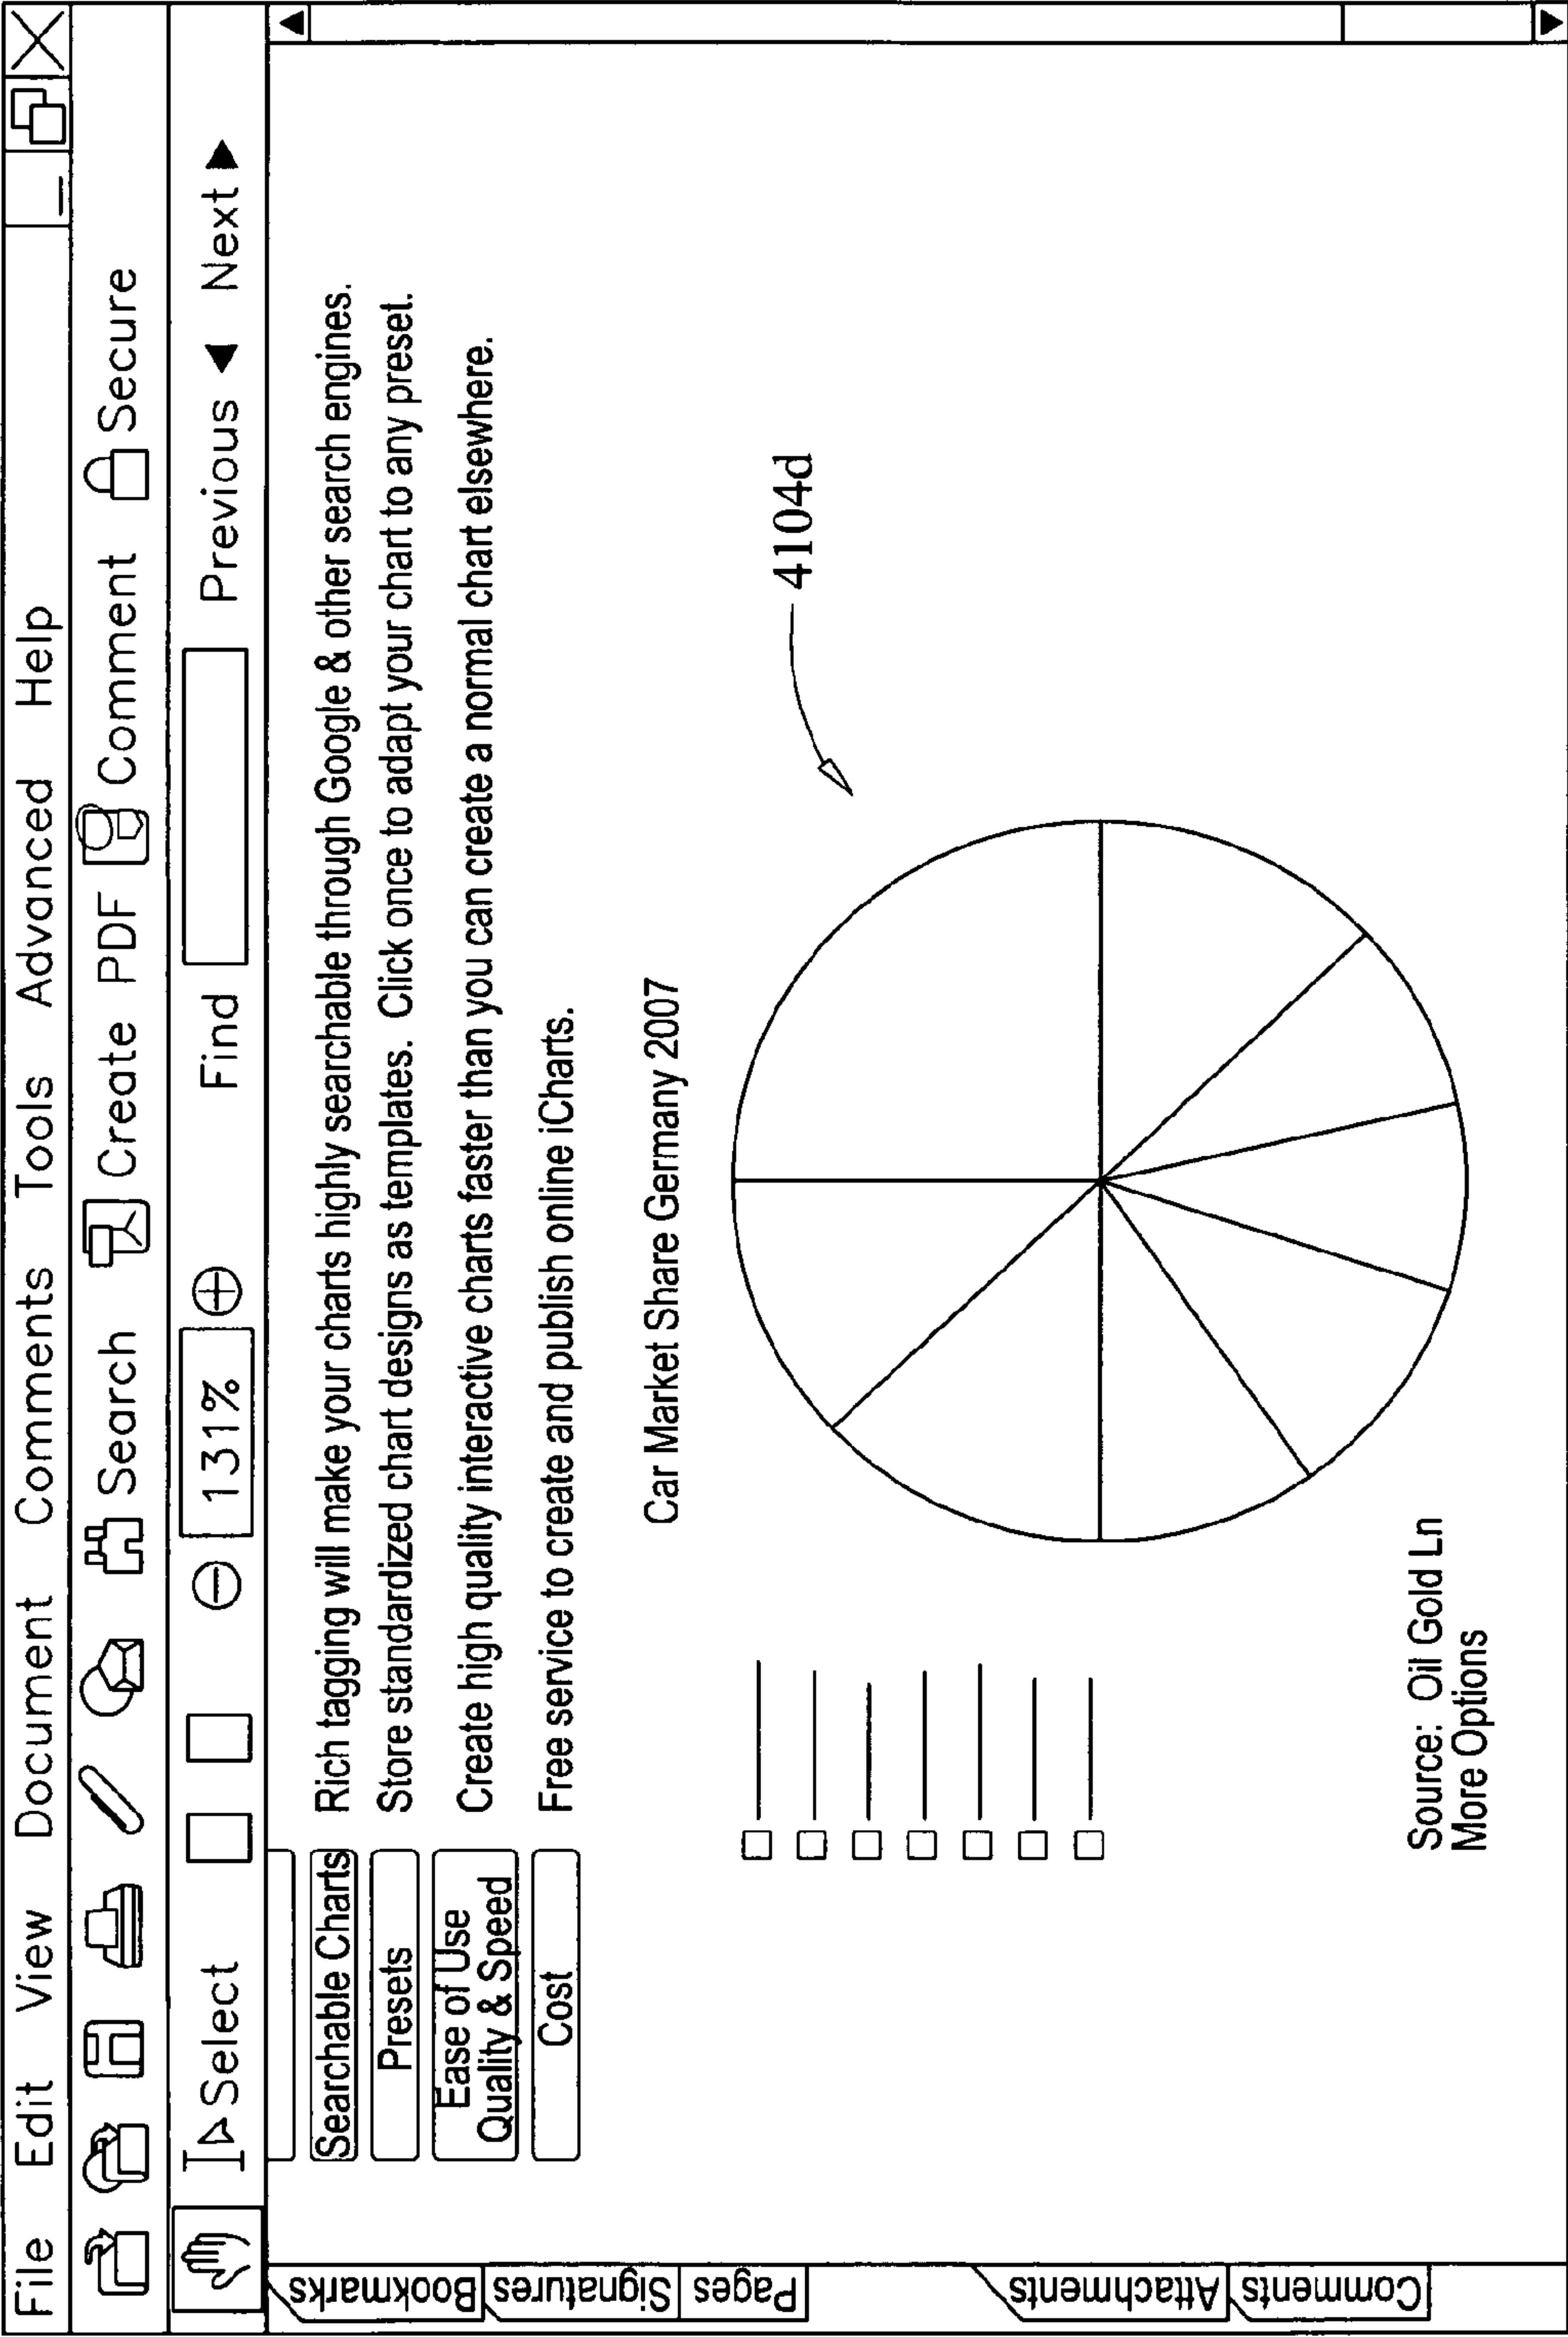 File Edit View Document Comments Tools Advanced Help
Search Create PDF Comment Secure
Select 131% Find Previous Next
Searchable Charts Rich tagging will make your charts highly searchable through Google & other search engines.
Presets Store standardized chart designs as templates. Click once to adapt your chart to any preset.
Ease of Use
Quality & Speed Create high quality interactive charts faster than you can create a normal chart elsewhere.
Cost Free service to create and publish online iCharts.
Car Market Share Germany 2007
4104d
Source: Oil Gold Ln
More Options
Bookmarks
Signatures
Pages
Attachments
Comments